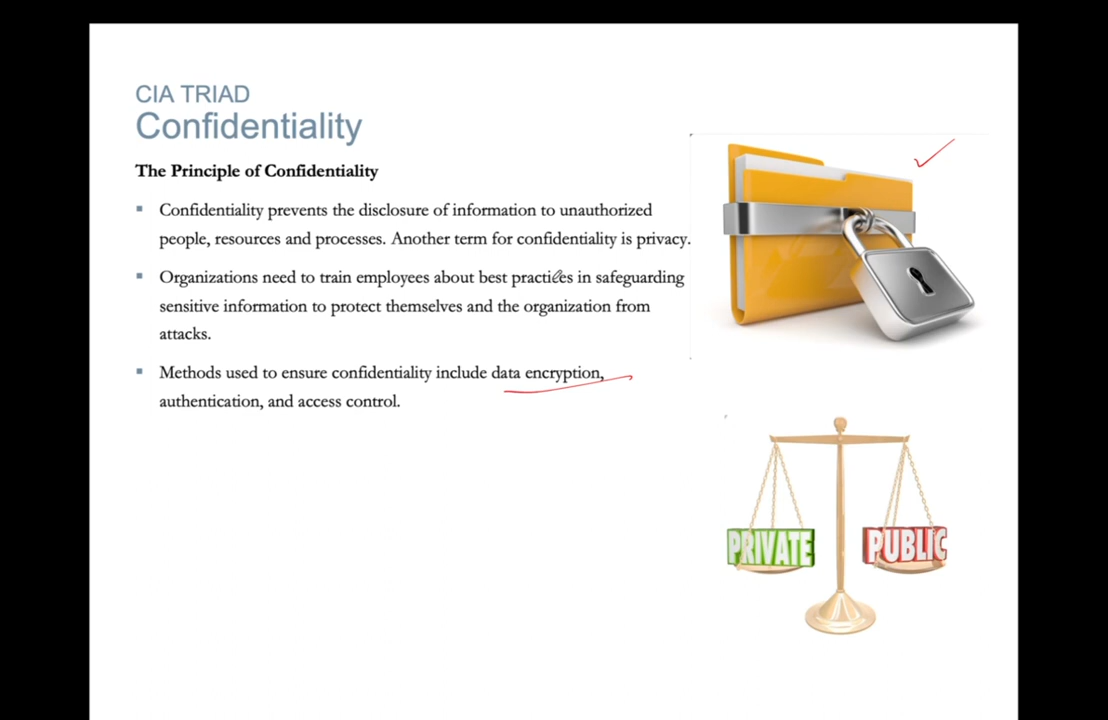 CIA TRIAD
Confidentiality
The Principle of Confidentiality
Confidentiality prevents the disclosure of information to unauthorized
people, resources and processes. Another term for confidentiality is privacy.
Organizations need to train employees about best practices in safeguarding
sensitive information to protect themselves and the organization from
attacks.
Methods used to ensure confidentiality include data encryption,
authentication, and access control.
PRIVATE
PUBLIC